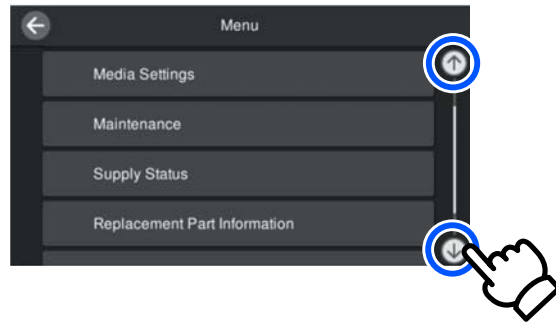 Menu
Media Settings
Maintenance
Supply Status
Replacement Part Information